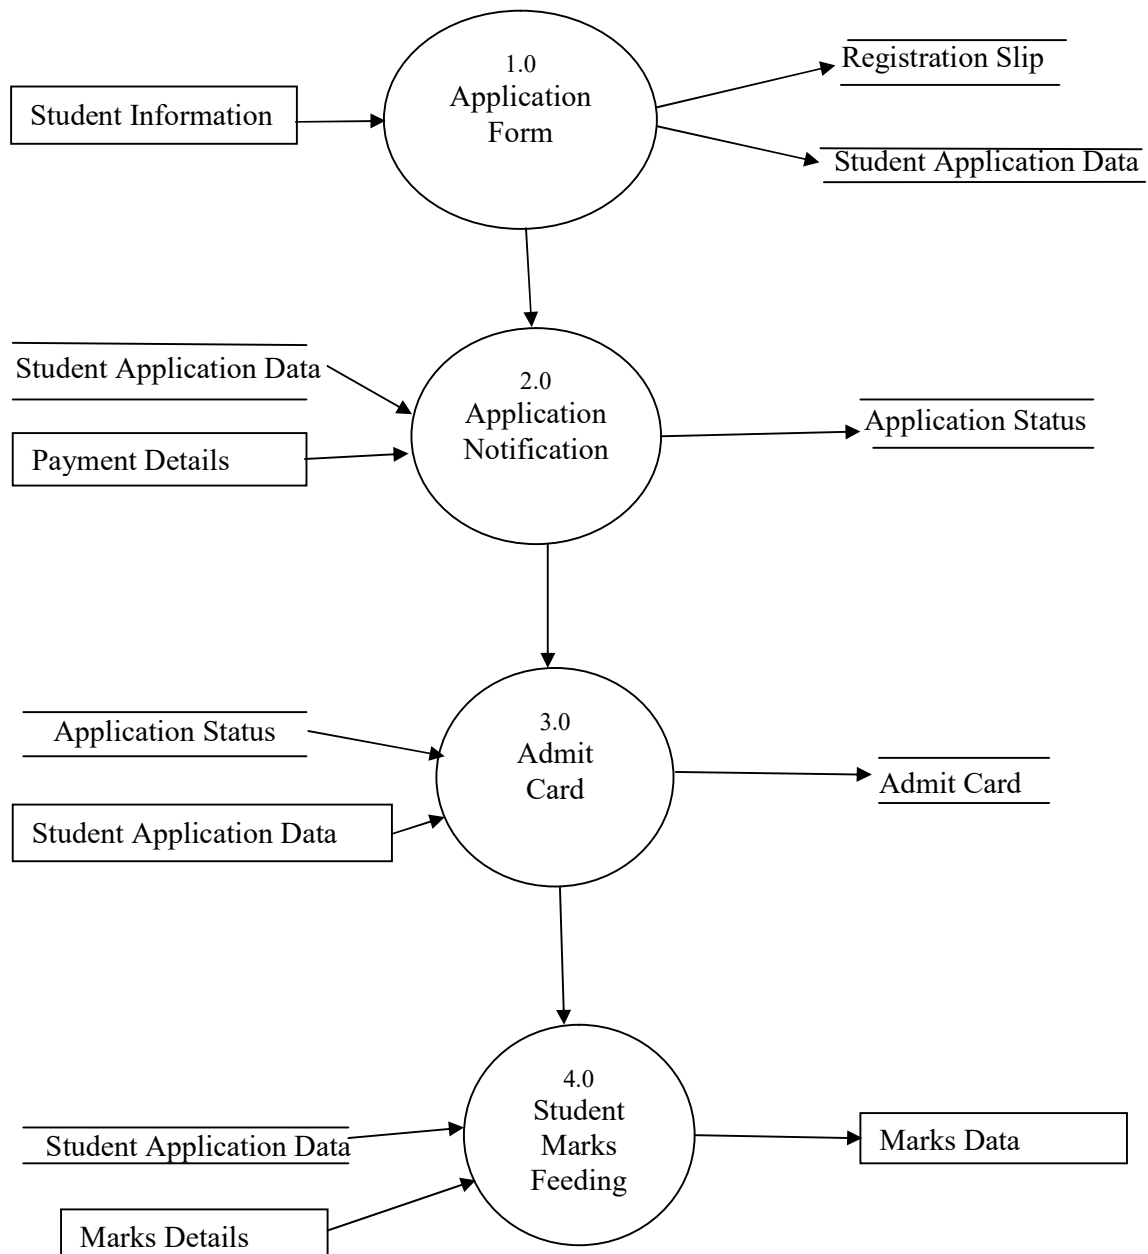 1.0
Application
Form
Student Information
Registration Slip
Student Application Data
2.0
Application
Notification
Student Application Data
Payment Details
Application Status
3.0
Admit
Card
Application Status
Student Application Data
Admit Card
4.0
Student
Marks
Feeding
Student Application Data
Marks Details
Marks Data